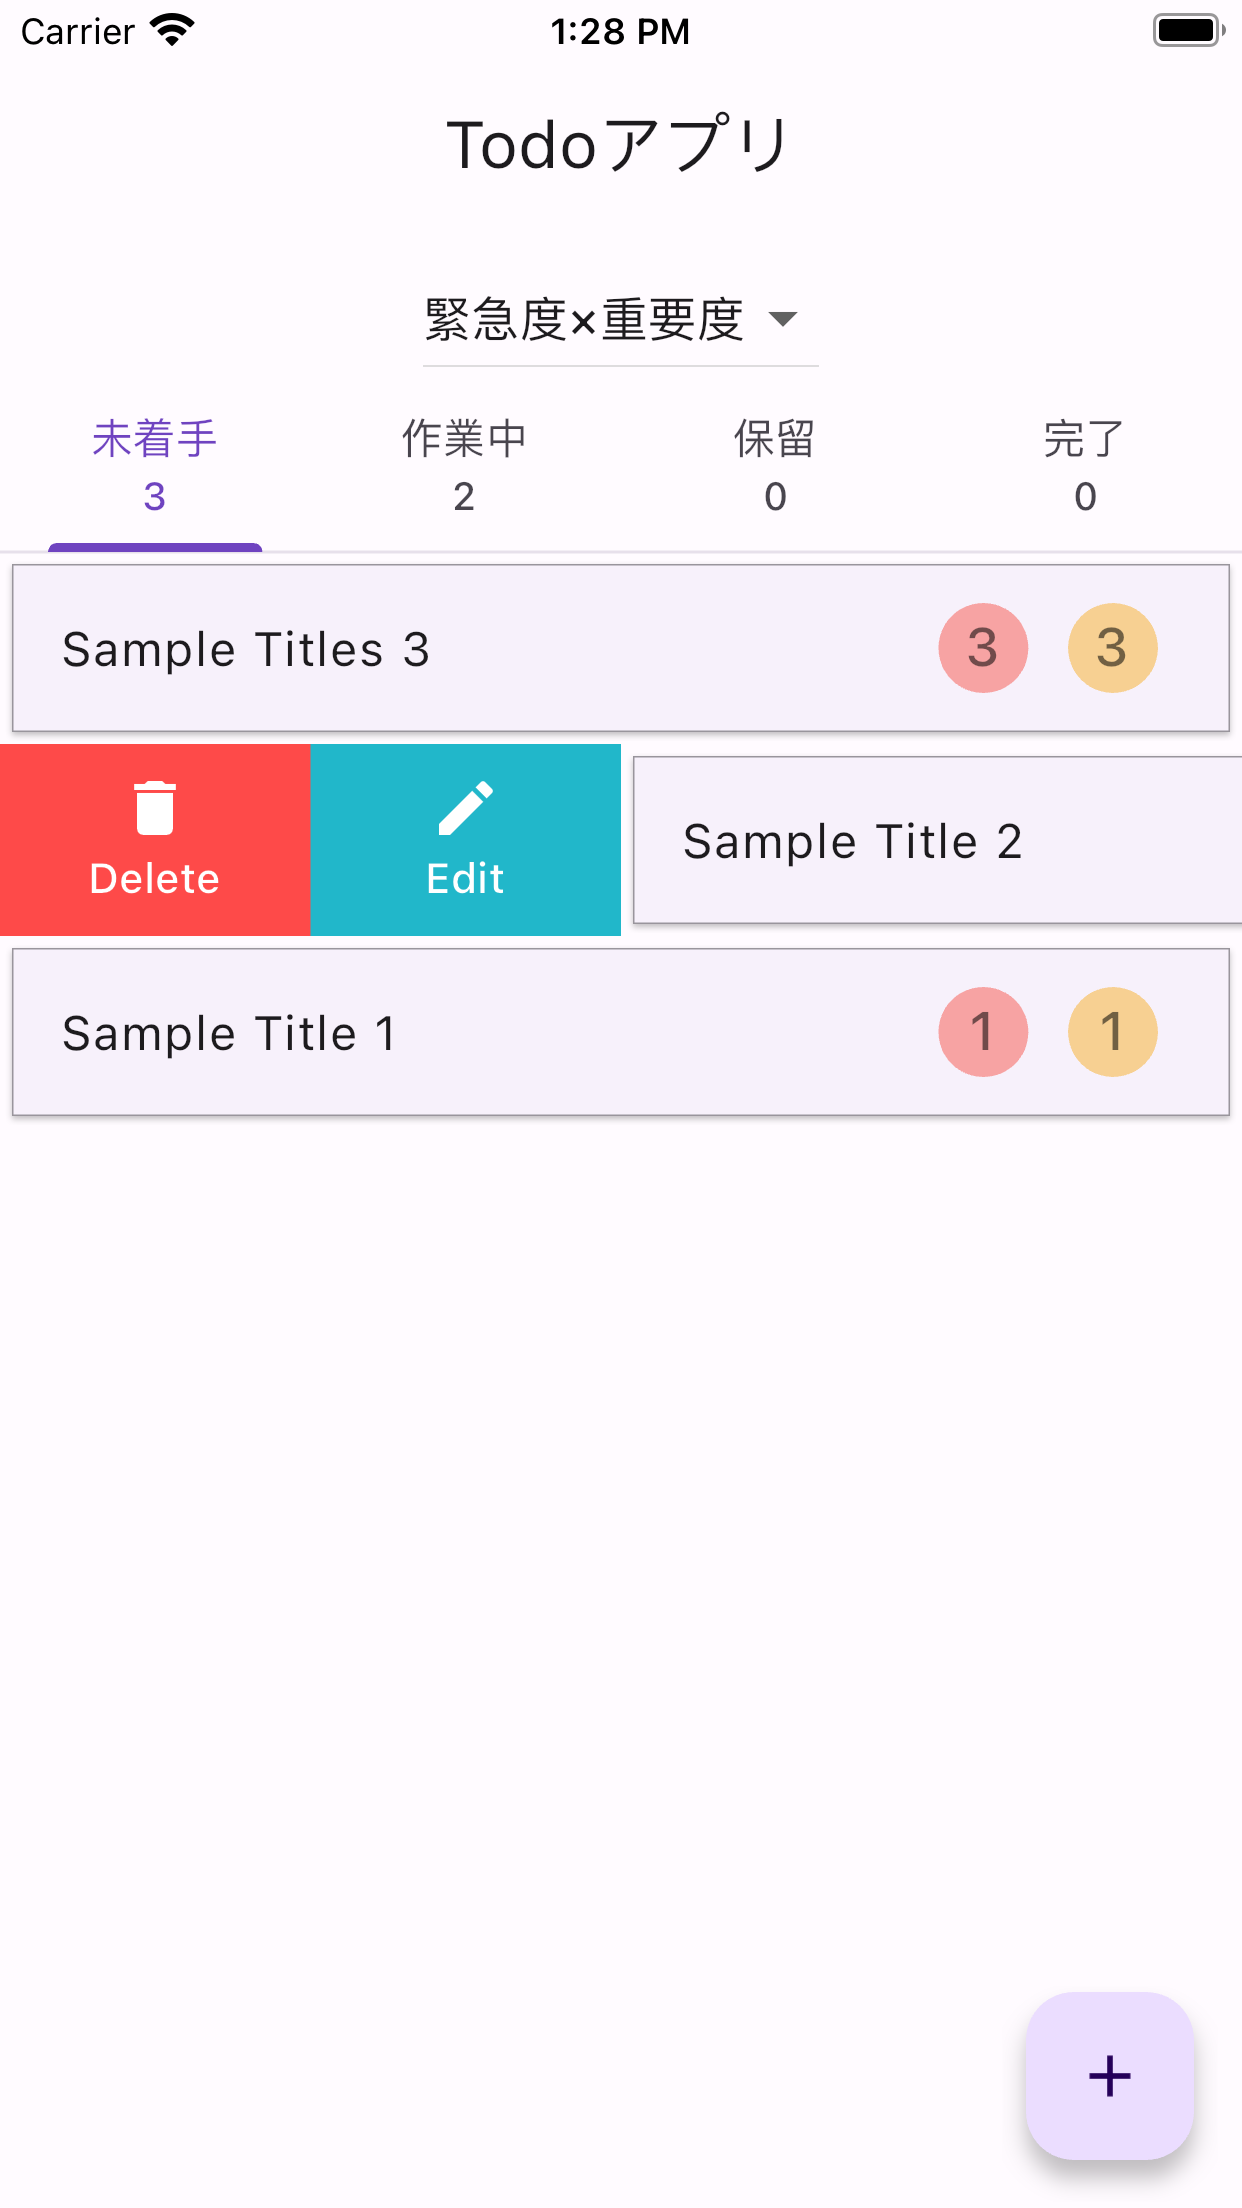 Carrier 1:28 PM
Todoアプリ
緊急度×重要度
未着手 作業中 保留 完了
3 2 0 0
Sample Titles 3 3 3
Sample Title 2
Delete Edit
Sample Title 1 1 1
+